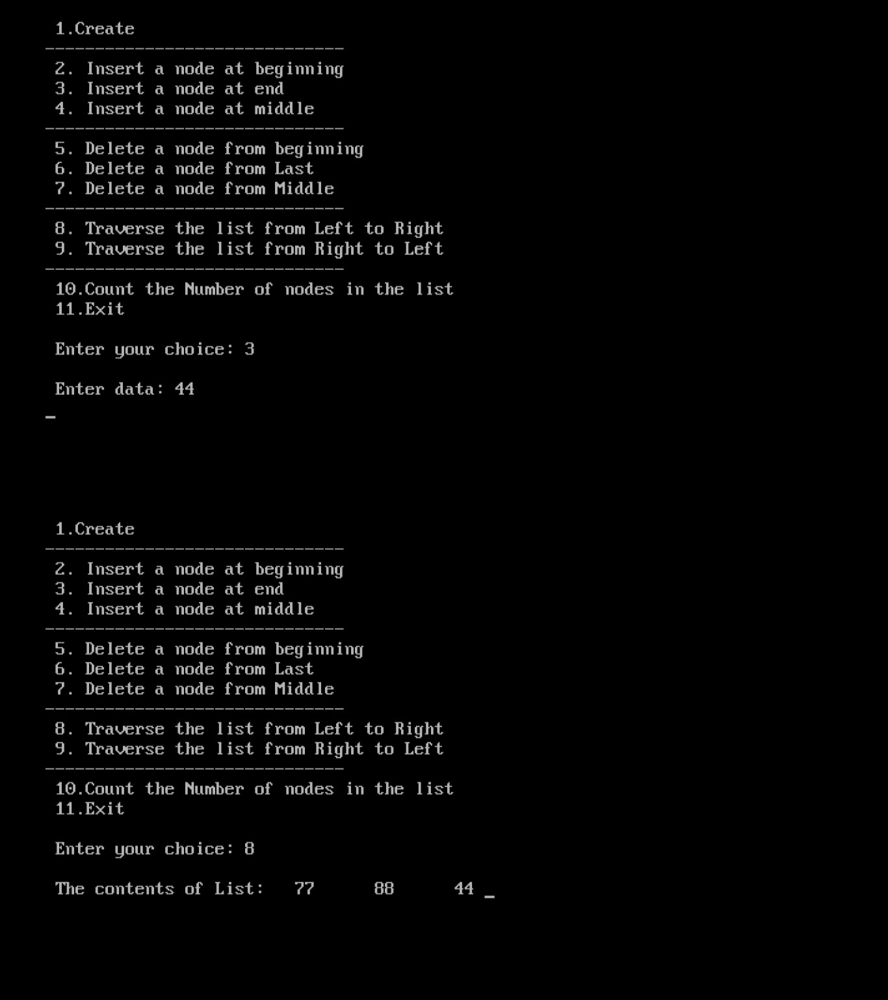 1.Create
------------------------------
2. Insert a node at beginning
3. Insert a node at end
4. Insert a node at middle
------------------------------
5. Delete a node from beginning
6. Delete a node from Last
7. Delete a node from Middle
------------------------------
8. Traverse the list from Left to Right
9. Traverse the list from Right to Left
------------------------------
10.Count the Number of nodes in the list
11.Exit
Enter your choice: 3
Enter data: 44
_
1.Create
------------------------------
2. Insert a node at beginning
3. Insert a node at end
4. Insert a node at middle
------------------------------
5. Delete a node from beginning
6. Delete a node from Last
7. Delete a node from Middle
------------------------------
8. Traverse the list from Left to Right
9. Traverse the list from Right to Left
------------------------------
10.Count the Number of nodes in the list
11.Exit
Enter your choice: 8
The contents of List:   77      88      44 _